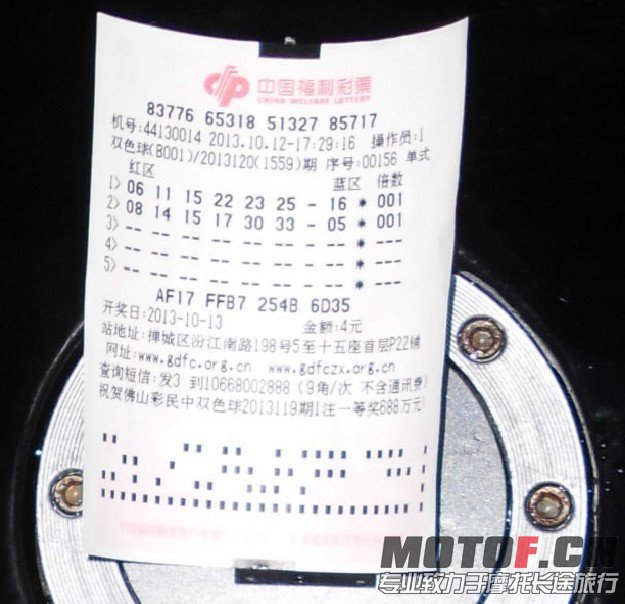 中国福利彩票
CHINA WELFARE LOTTERY
83776 65318 51327 85717
机号:44130014 2013.10.12-17:29:16 操作员:1
双色球(B001)/2013120(1559)期 序号:00156 单式
红区 蓝区 倍数
1> 06 11 15 22 23 25 - 16 * 001
2> 08 14 15 17 30 33 - 05 * 001
3> -- -- -- -- -- -- - -- * ---
4> -- -- -- -- -- -- - -- * ---
5> -- -- -- -- -- -- - -- * ---
AF17 FFB7 254B 6D35
开奖日:2013-10-13 金额:4元
站地址:禅城区汾江南路198号5至十五座首层P22铺
网址:www.gdfc.org.cn www.gdfczx.org.cn
查询短信:发3 到10668002888 (9角/次 不含通讯费)
祝贺佛山彩民中双色球2013119期1注一等奖688万元!
MOTOF.CN
专业致力于摩托长途旅行